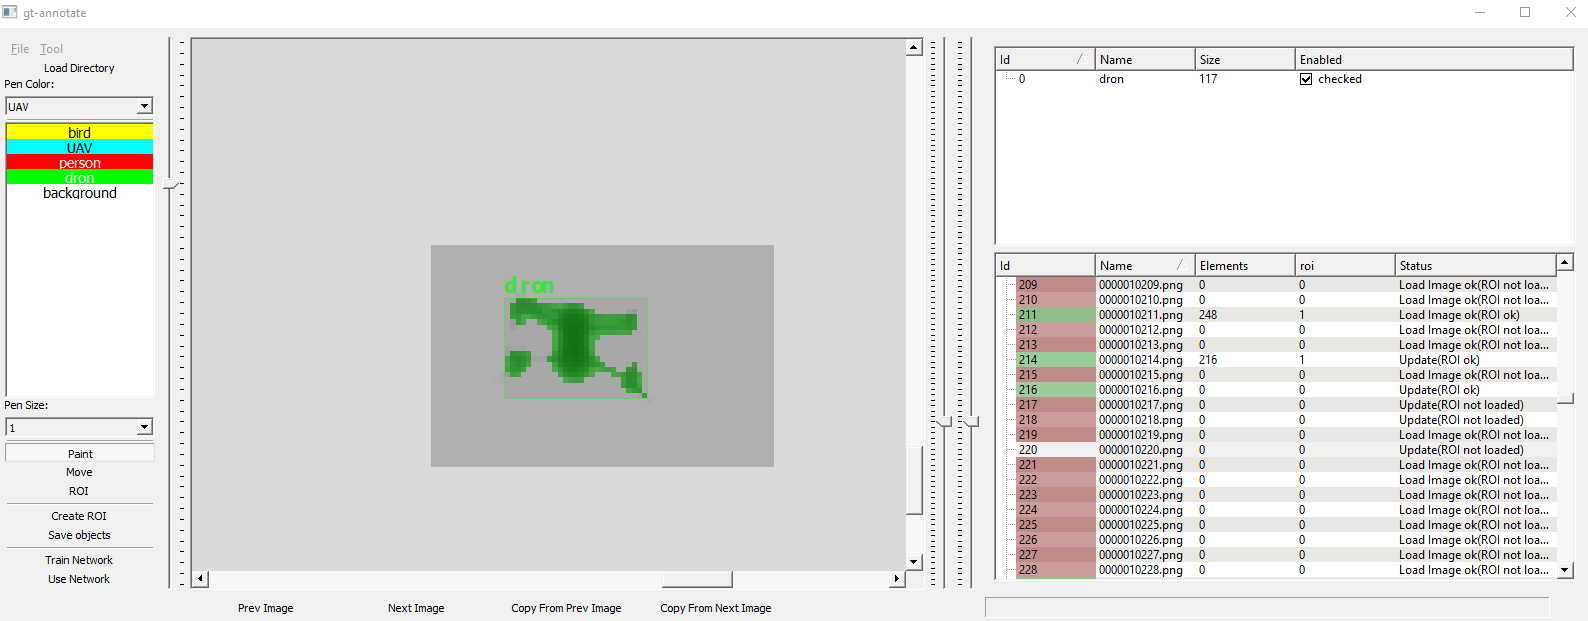 gt-annotate
File Tool
Load Directory
Pen Color:
UAV
bird
UAV
person
dron
background
Pen Size:
1
Paint
Move
ROI
Create ROI
Save objects
Train Network
Use Network
dron
Prev Image Next Image Copy From Prev Image Copy From Next Image
Id Name Size Enabled
0 dron 117 checked
Id Name Elements roi Status
209 0000010209.png 0 0 Load Image ok(ROI not loa...
210 0000010210.png 0 0 Load Image ok(ROI not loa...
211 0000010211.png 248 1 Load Image ok(ROI ok)
212 0000010212.png 0 0 Load Image ok(ROI not loa...
213 0000010213.png 0 0 Load Image ok(ROI not loa...
214 0000010214.png 216 1 Update(ROI ok)
215 0000010215.png 0 0 Load Image ok(ROI not loa...
216 0000010216.png 0 0 Update(ROI ok)
217 0000010217.png 0 0 Update(ROI not loaded)
218 0000010218.png 0 0 Update(ROI not loaded)
219 0000010219.png 0 0 Load Image ok(ROI not loa...
220 0000010220.png 0 0 Update(ROI not loaded)
221 0000010221.png 0 0 Load Image ok(ROI not loa...
222 0000010222.png 0 0 Load Image ok(ROI not loa...
223 0000010223.png 0 0 Load Image ok(ROI not loa...
224 0000010224.png 0 0 Load Image ok(ROI not loa...
225 0000010225.png 0 0 Load Image ok(ROI not loa...
226 0000010226.png 0 0 Load Image ok(ROI not loa...
227 0000010227.png 0 0 Load Image ok(ROI not loa...
228 0000010228.png 0 0 Load Image ok(ROI not loa...